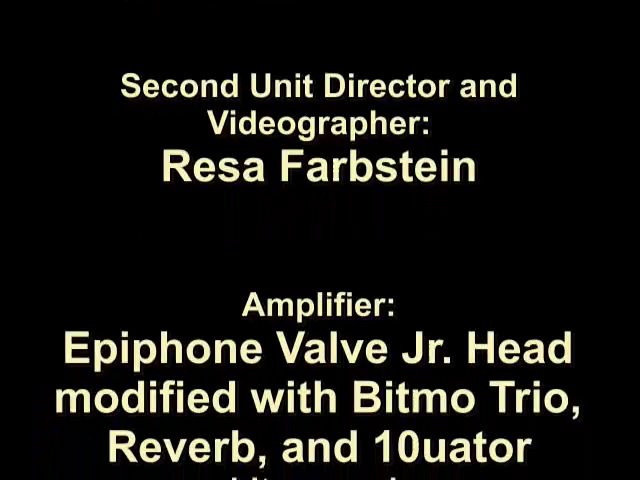 Second Unit Director and
Videographer:
Resa Farbstein
Amplifier:
Epiphone Valve Jr. Head
modified with Bitmo Trio,
Reverb, and 10uator